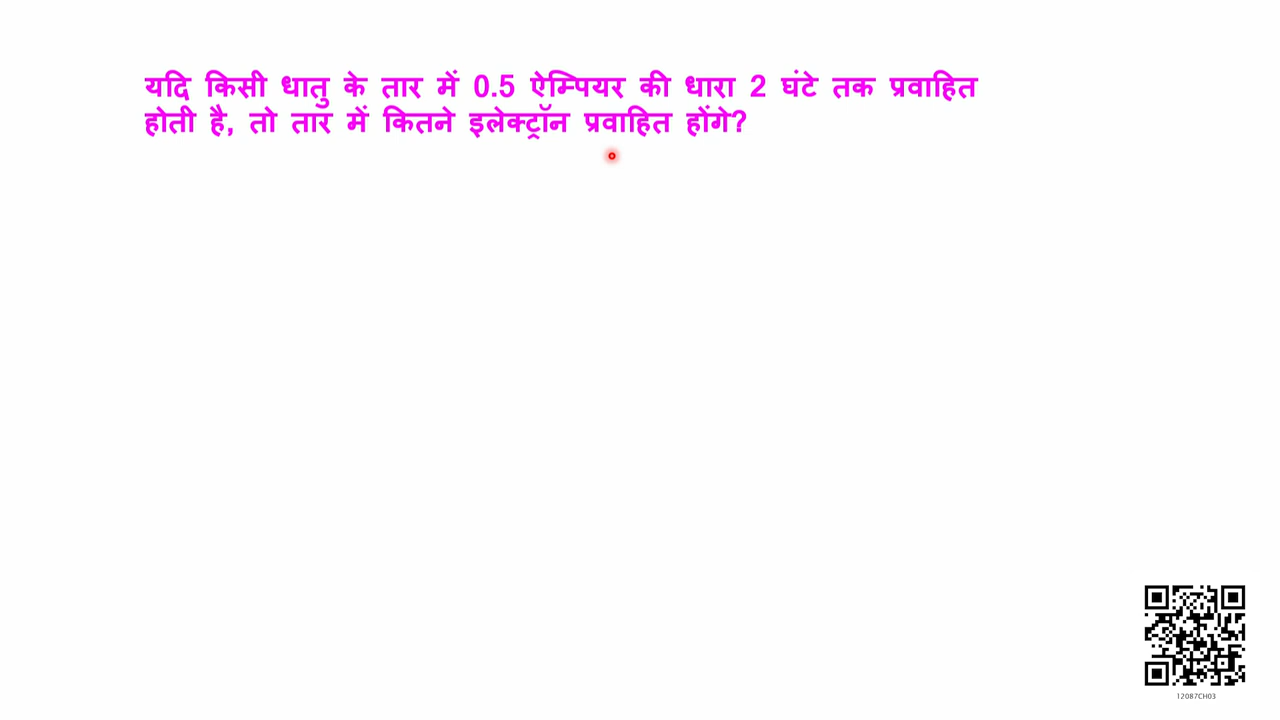 यदि किसी धातु के तार में 0.5 ऐम्पियर की धारा 2 घंटे तक प्रवाहित
होती है, तो तार में कितने इलेक्ट्रॉन प्रवाहित होंगे?
12087CH03